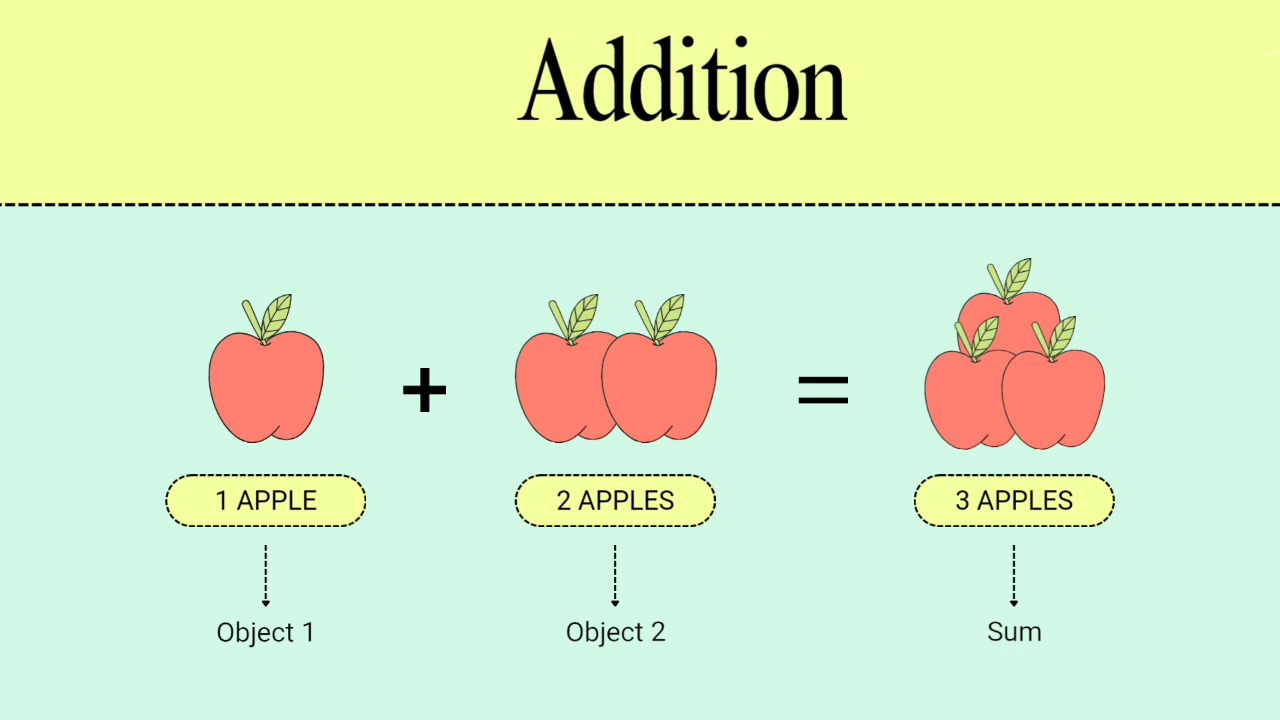 Addition
+
=
1 APPLE
2 APPLES
3 APPLES
Object 1
Object 2
Sum